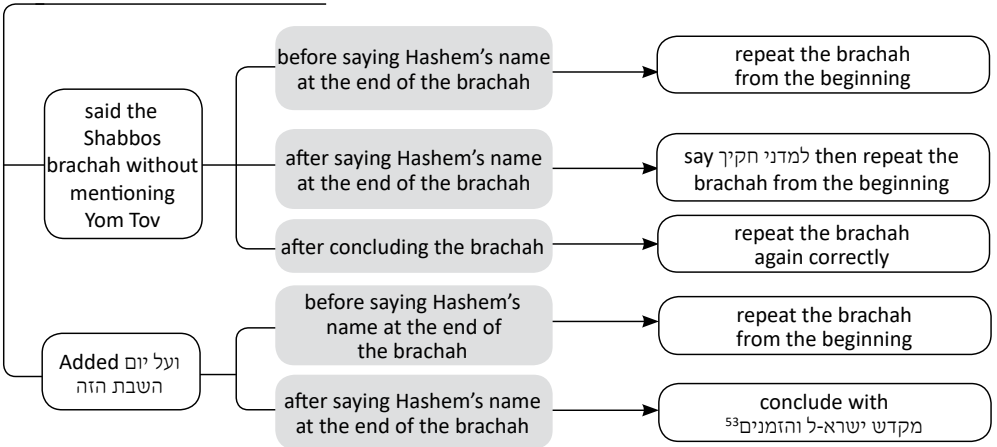 said the
Shabbos
brachah without
mentioning
Yom Tov
before saying Hashem's name
at the end of the brachah
repeat the brachah
from the beginning
after saying Hashem's name
at the end of the brachah
say למדני חקיך then repeat the
brachah from the beginning
after concluding the brachah
repeat the brachah
again correctly
Added ועל יום
השבת הזה
before saying Hashem's
name at the end of
the brachah
repeat the brachah
from the beginning
after saying Hashem's name
at the end of the brachah
conclude with
מקדש ישרא-ל והזמנים53